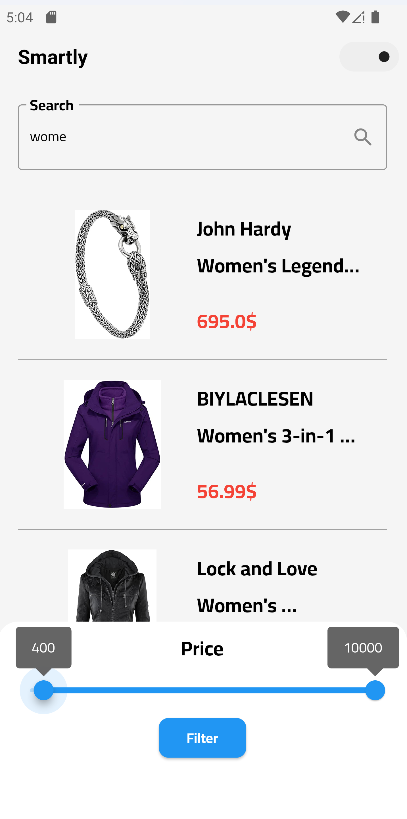 5:04
Smartly
Search
wome
John Hardy
Women's Legend...
695.0$
BIYLACLESEN
Women's 3-in-1 ...
56.99$
Lock and Love
Women's ...
400
Price
10000
Filter